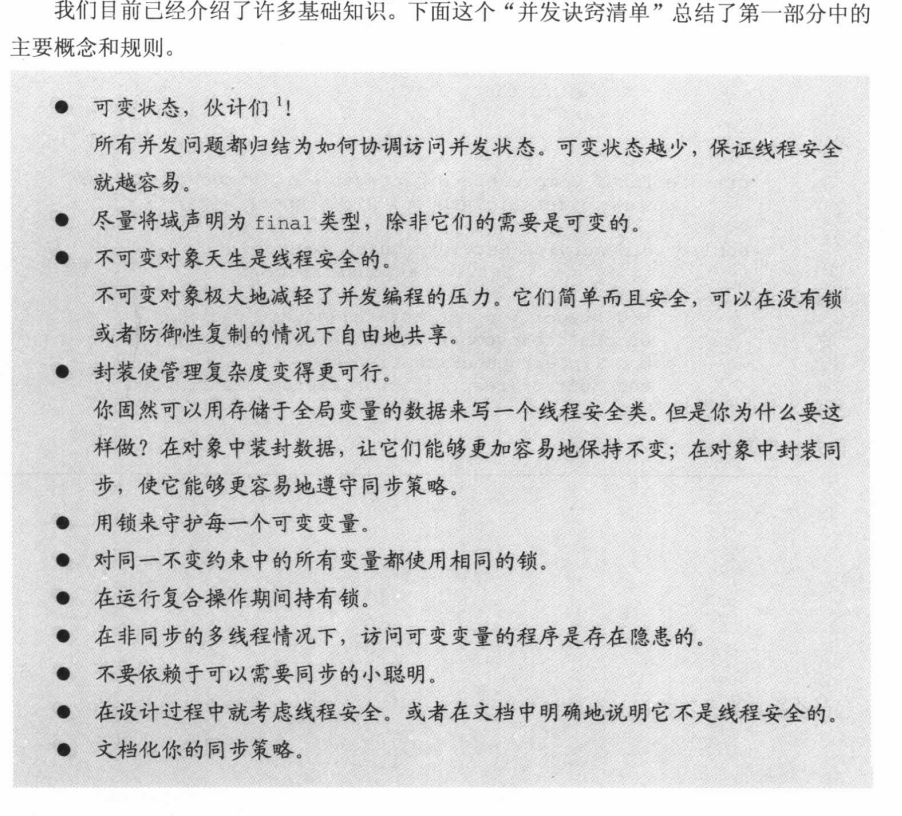 我们目前已经介绍了许多基础知识。下面这个“并发诀窍清单”总结了第一部分中的
主要概念和规则。
● 可变状态，伙计们¹！
所有并发问题都归结为如何协调访问并发状态。可变状态越少，保证线程安全
就越容易。
● 尽量将域声明为 final 类型，除非它们的需要是可变的。
● 不可变对象天生是线程安全的。
不可变对象极大地减轻了并发编程的压力。它们简单而且安全，可以在没有锁
或者防御性复制的情况下自由地共享。
● 封装使管理复杂度变得更可行。
你固然可以用存储于全局变量的数据来写一个线程安全类。但是你为什么要这
样做？在对象中装封数据，让它们能够更加容易地保持不变；在对象中封装同
步，使它能够更容易地遵守同步策略。
● 用锁来守护每一个可变变量。
● 对同一不变约束中的所有变量都使用相同的锁。
● 在运行复合操作期间持有锁。
● 在非同步的多线程情况下，访问可变变量的程序是存在隐患的。
● 不要依赖于可以需要同步的小聪明。
● 在设计过程中就考虑线程安全。或者在文档中明确地说明它不是线程安全的。
● 文档化你的同步策略。